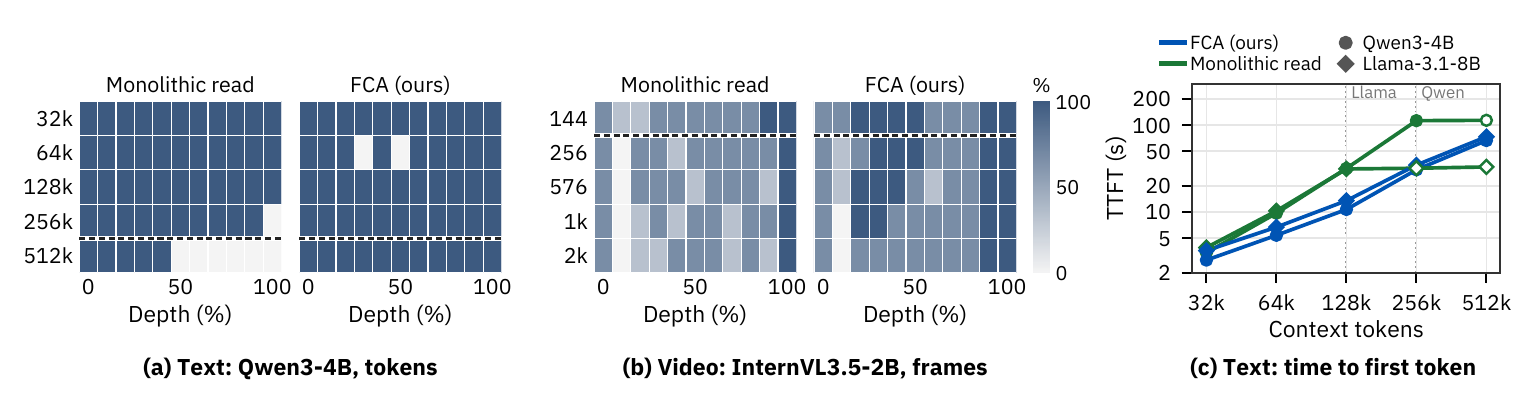 Monolithic read
FCA (ours)
32k
64k
128k
256k
512k
0
50
100
0
50
100
Depth (%)
Depth (%)
(a) Text: Qwen3-4B, tokens
Monolithic read
FCA (ours)
%
144
256
576
1k
2k
100
50
0
0
50
100
0
50
100
Depth (%)
Depth (%)
(b) Video: InternVL3.5-2B, frames
FCA (ours)
Monolithic read
Qwen3-4B
Llama-3.1-8B
Llama
Qwen
TTFT (s)
200
100
50
20
10
5
2
32k
64k
128k
256k
512k
Context tokens
(c) Text: time to first token